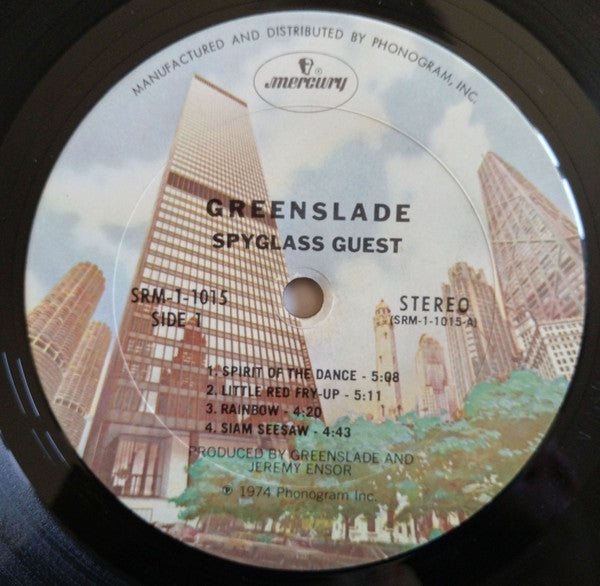 MANUFACTURED AND DISTRIBUTED BY PHONOGRAM, INC.
mercury®
GREENSLADE
SPYGLASS GUEST
SRM-1-1015
SIDE 1
STEREO
(SRM-1-1015-A)
1. SPIRIT OF THE DANCE - 5:08
2. LITTLE RED FRY-UP - 5:11
3. RAINBOW - 4:20
4. SIAM SEESAW - 4:43
PRODUCED BY GREENSLADE AND
JEREMY ENSOR
℗ 1974 Phonogram Inc.